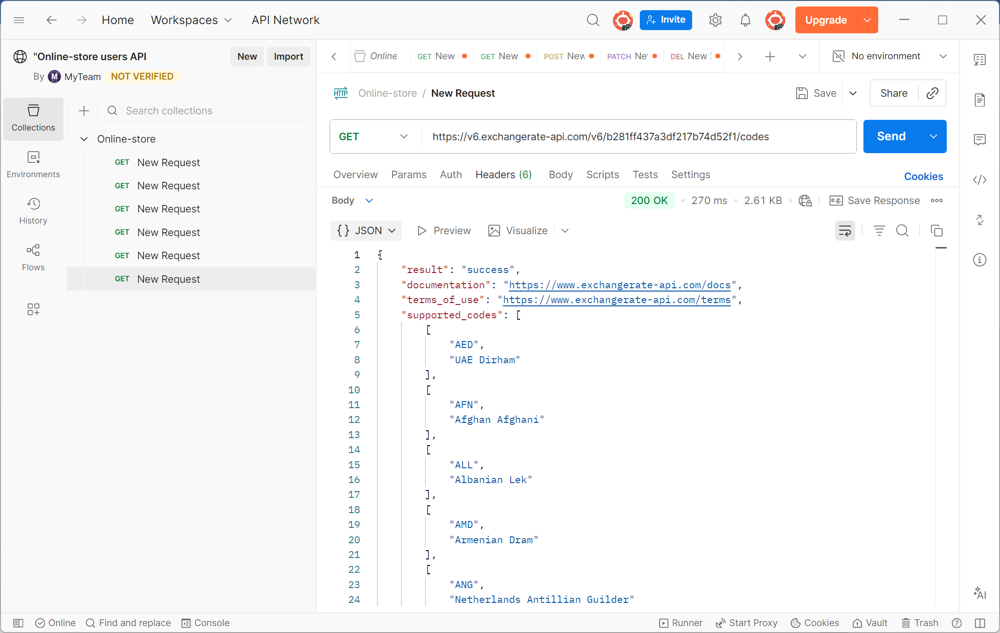 Home Workspaces API Network Invite Upgrade
"Online-store users API New Import
By M MyTeam NOT VERIFIED
Online GET New GET New POST New PATCH DEL New No environment
Collections
Environments
History
Flows
Search collections
Online-store
GET New Request
GET New Request
GET New Request
GET New Request
GET New Request
GET New Request
HTTP Online-store / New Request Save Share
GET https://v6.exchangerate-api.com/v6/b281ff437a3df217b74d52f1/codes Send
Overview Params Auth Headers (6) Body Scripts Tests Settings Cookies
Body 200 OK 270 ms 2.61 KB e.g. Save Response
{} JSON Preview Visualize
1 {
2 "result": "success",
3 "documentation": "https://www.exchangerate-api.com/docs",
4 "terms_of_use": "https://www.exchangerate-api.com/terms",
5 "supported_codes": [
6 [
7 "AED",
8 "UAE Dirham"
9 ],
10 [
11 "AFN",
12 "Afghan Afghani"
13 ],
14 [
15 "ALL",
16 "Albanian Lek"
17 ],
18 [
19 "AMD",
20 "Armenian Dram"
21 ],
22 [
23 "ANG",
24 "Netherlands Antillian Guilder"
AI
Online Find and replace Console Runner Start Proxy Cookies Vault Trash